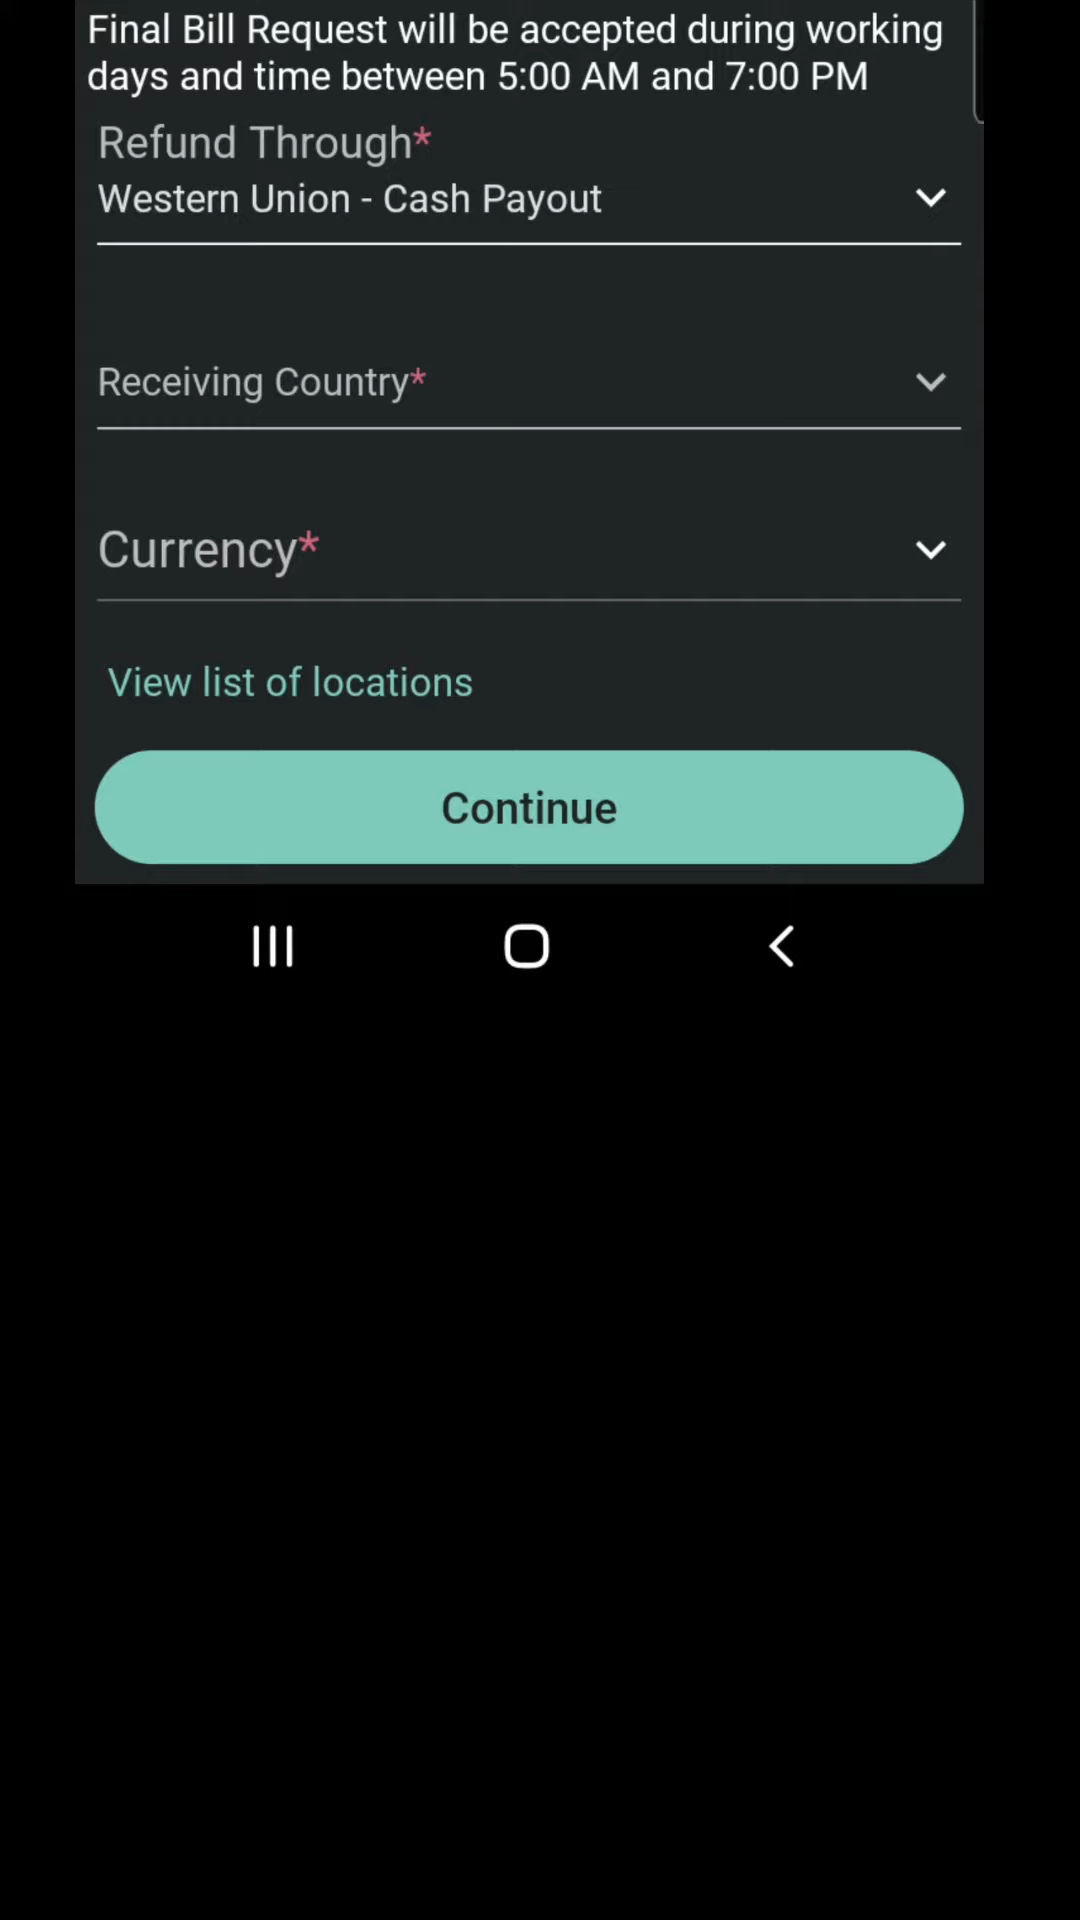 Final Bill Request will be accepted during working
days and time between 5:00 AM and 7:00 PM
Refund Through*
Western Union - Cash Payout
Receiving Country*
Currency*
View list of locations
Continue